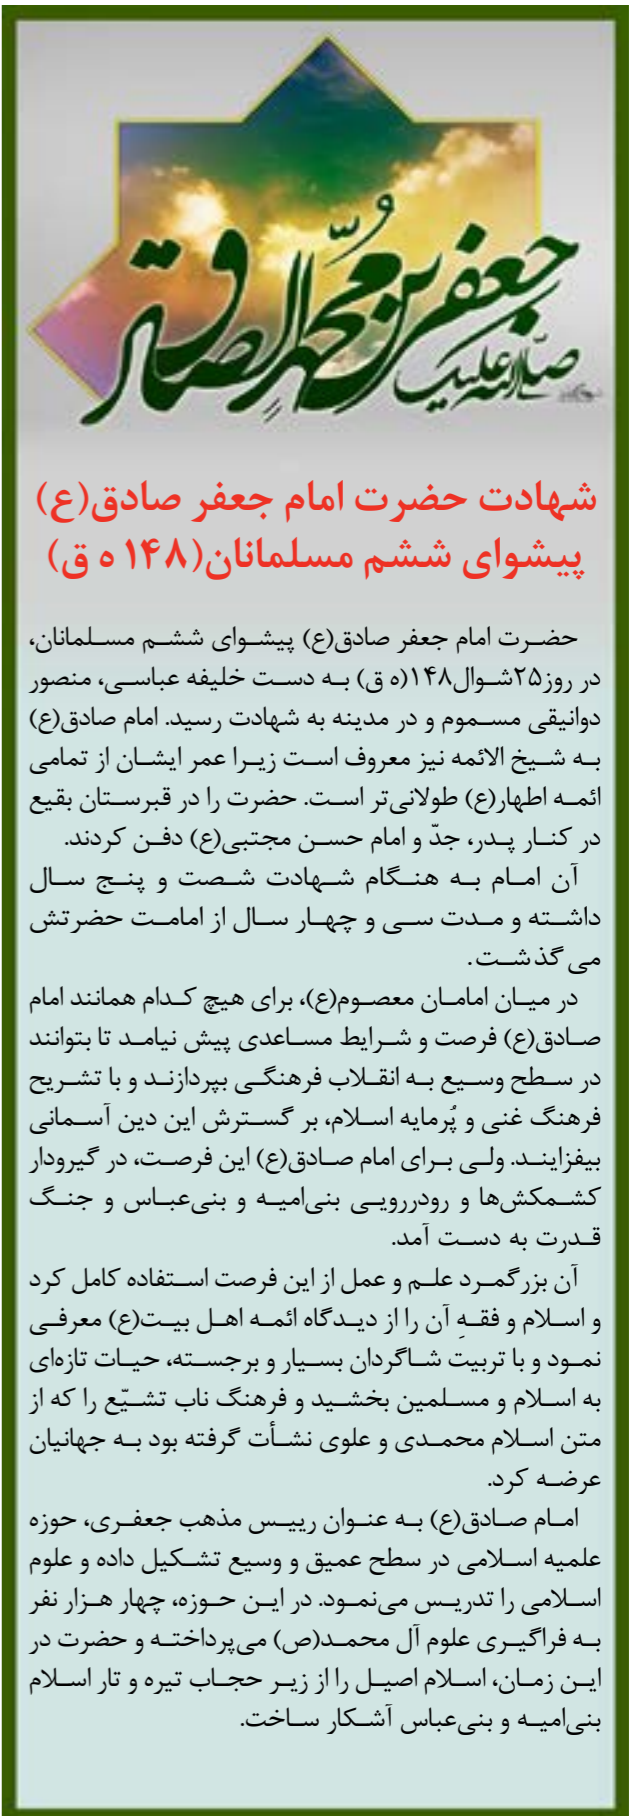 جعفر بن محمد الصادق
صلی الله علیک
شهادت حضرت امام جعفر صادق(ع)
پیشوای ششم مسلمانان(۱۴۸ ه ق)
حضرت امام جعفر صادق(ع) پیشوای ششم مسلمانان،
در روز۲۵شوال۱۴۸(ه ق) به دست خلیفه عباسی، منصور
دوانیقی مسموم و در مدینه به شهادت رسید. امام صادق(ع)
به شیخ الائمه نیز معروف است زیرا عمر ایشان از تمامی
ائمه اطهار(ع) طولانی‌تر است. حضرت را در قبرستان بقیع
در کنار پدر، جدّ و امام حسن مجتبی(ع) دفن کردند.
آن امام به هنگام شهادت شصت و پنج سال
داشته و مدت سی و چهار سال از امامت حضرتش
می‌گذشت.
در میان امامان معصوم(ع)، برای هیچ کدام همانند امام
صادق(ع) فرصت و شرایط مساعدی پیش نیامد تا بتوانند
در سطح وسیع به انقلاب فرهنگی بپردازند و با تشریح
فرهنگ غنی و پُرمایه اسلام، بر گسترش این دین آسمانی
بیفزایند. ولی برای امام صادق(ع) این فرصت، در گیرودار
کشمکش‌ها و رودررویی بنی‌امیه و بنی‌عباس و جنگ
قدرت به دست آمد.
آن بزرگمرد علم و عمل از این فرصت استفاده کامل کرد
و اسلام و فقهِ آن را از دیدگاه ائمه اهل بیت(ع) معرفی
نمود و با تربیت شاگردان بسیار و برجسته، حیات تازه‌ای
به اسلام و مسلمین بخشید و فرهنگ ناب تشیّع را که از
متن اسلام محمدی و علوی نشأت گرفته بود به جهانیان
عرضه کرد.
امام صادق(ع) به عنوان رییس مذهب جعفری، حوزه
علمیه اسلامی در سطح عمیق و وسیع تشکیل داده و علوم
اسلامی را تدریس می‌نمود. در این حوزه، چهار هزار نفر
به فراگیری علوم آل محمد(ص) می‌پرداخته و حضرت در
این زمان، اسلام اصیل را از زیر حجاب تیره و تار اسلام
بنی‌امیه و بنی‌عباس آشکار ساخت.